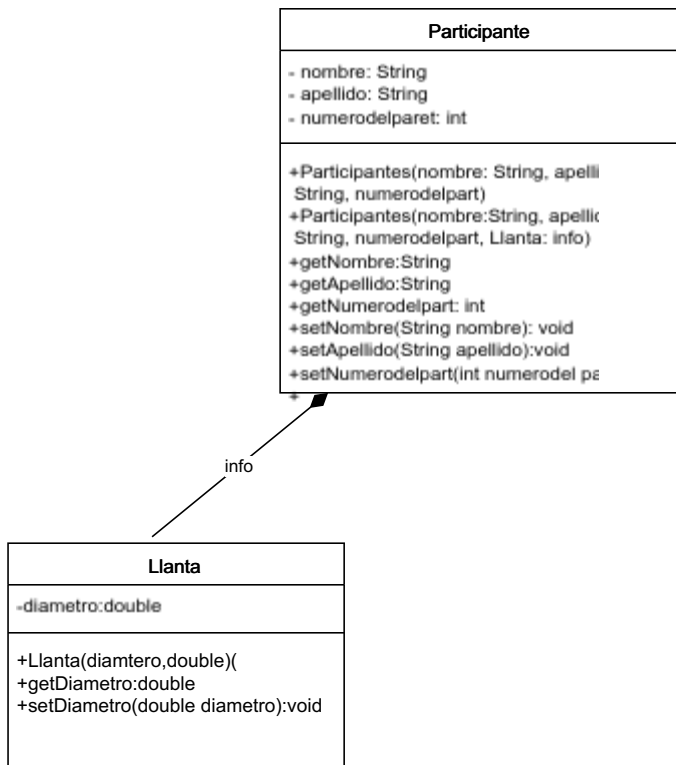 Participante
- nombre: String
- apellido: String
- numerodelparet: int
+Participantes(nombre: String, apelli
String, numerodelpart)
+Participantes(nombre:String, apellic
String, numerodelpart, Llanta: info)
+getNombre:String
+getApellido:String
+getNumerodelpart: int
+setNombre(String nombre): void
+setApellido(String apellido):void
+setNumerodelpart(int numerodel pa
+
info
Llanta
-diametro:double
+Llanta(diamtero,double)(
+getDiametro:double
+setDiametro(double diametro):void